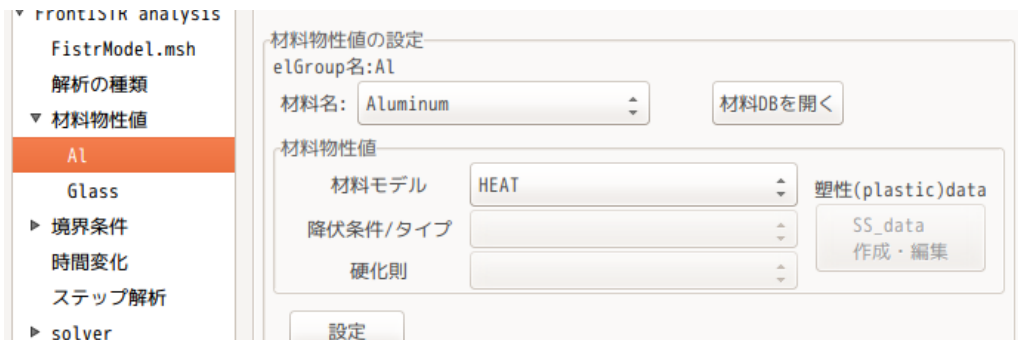 FrontISTR analysis
FistrModel.msh
解析の種類
材料物性値
Al
Glass
境界条件
時間変化
ステップ解析
solver
材料物性値の設定
elGroup名:Al
材料名: Aluminum 材料DBを開く
材料物性値
材料モデル HEAT 塑性(plastic)data
降伏条件/タイプ SS_data
作成・編集
硬化則
設定